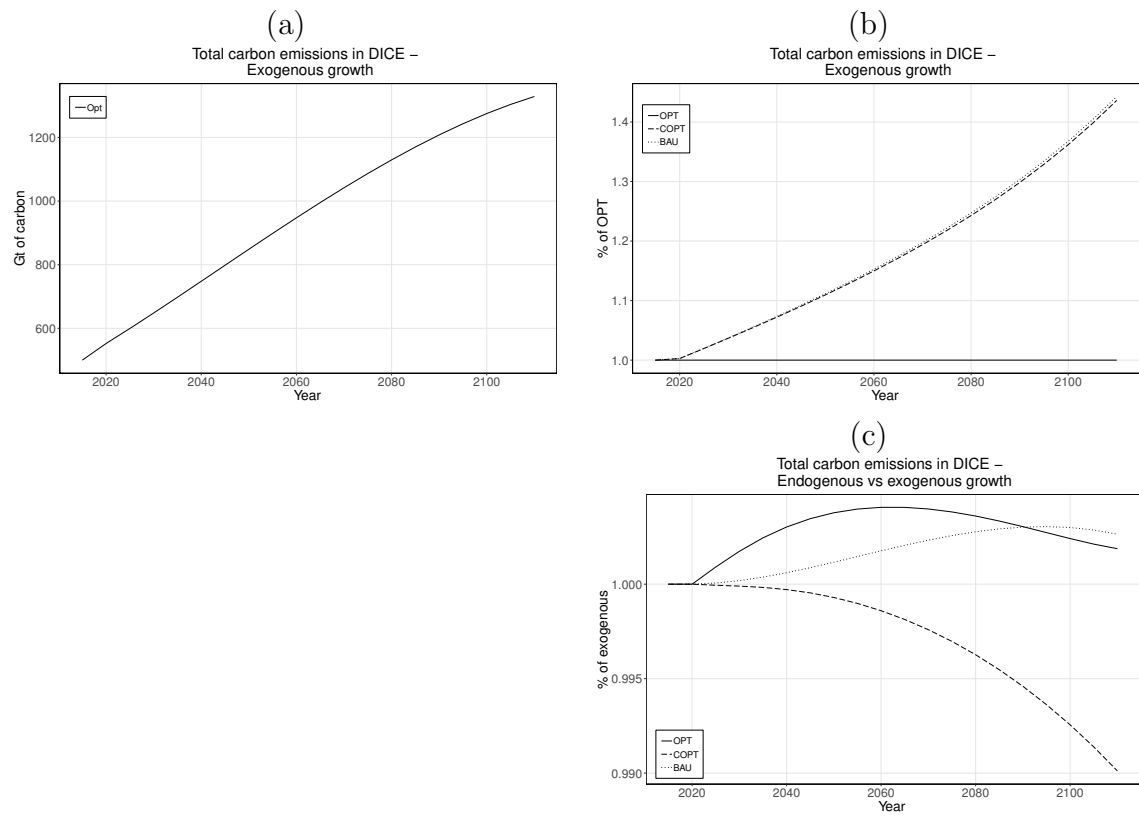 (a)
Total carbon emissions in DICE –
Exogenous growth
Opt
1200
1000
800
600
Gt of carbon
2020 2040 2060 2080 2100
Year
(b)
Total carbon emissions in DICE –
Exogenous growth
OPT
COPT
BAU
1.4
1.3
1.2
1.1
1.0
% of OPT
2020 2040 2060 2080 2100
Year
(c)
Total carbon emissions in DICE –
Endogenous vs exogenous growth
1.000
0.995
0.990
% of exogenous
OPT
COPT
BAU
2020 2040 2060 2080 2100
Year